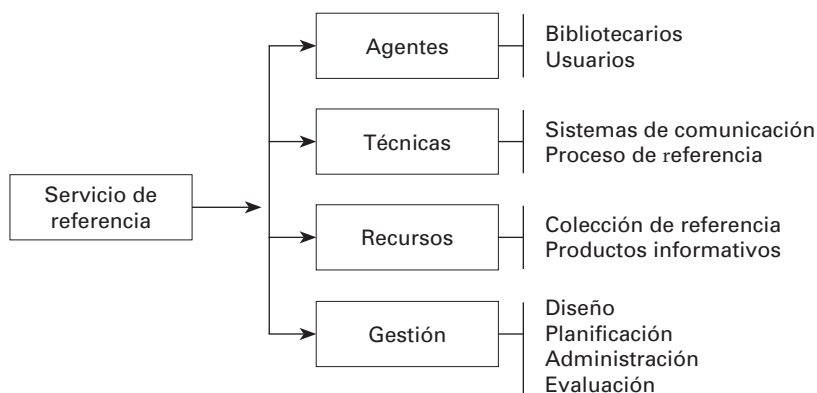 Agentes
Bibliotecarios
Usuarios
Técnicas
Sistemas de comunicación
Proceso de referencia
Servicio de
referencia
Recursos
Colección de referencia
Productos informativos
Gestión
Diseño
Planificación
Administración
Evaluación